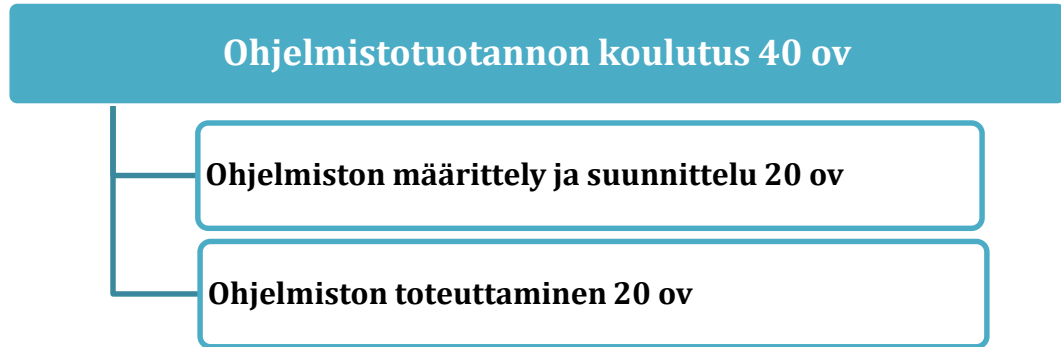 Ohjelmistotuotannon koulutus 40 ov
Ohjelmiston määrittely ja suunnittelu 20 ov
Ohjelmiston toteuttaminen 20 ov